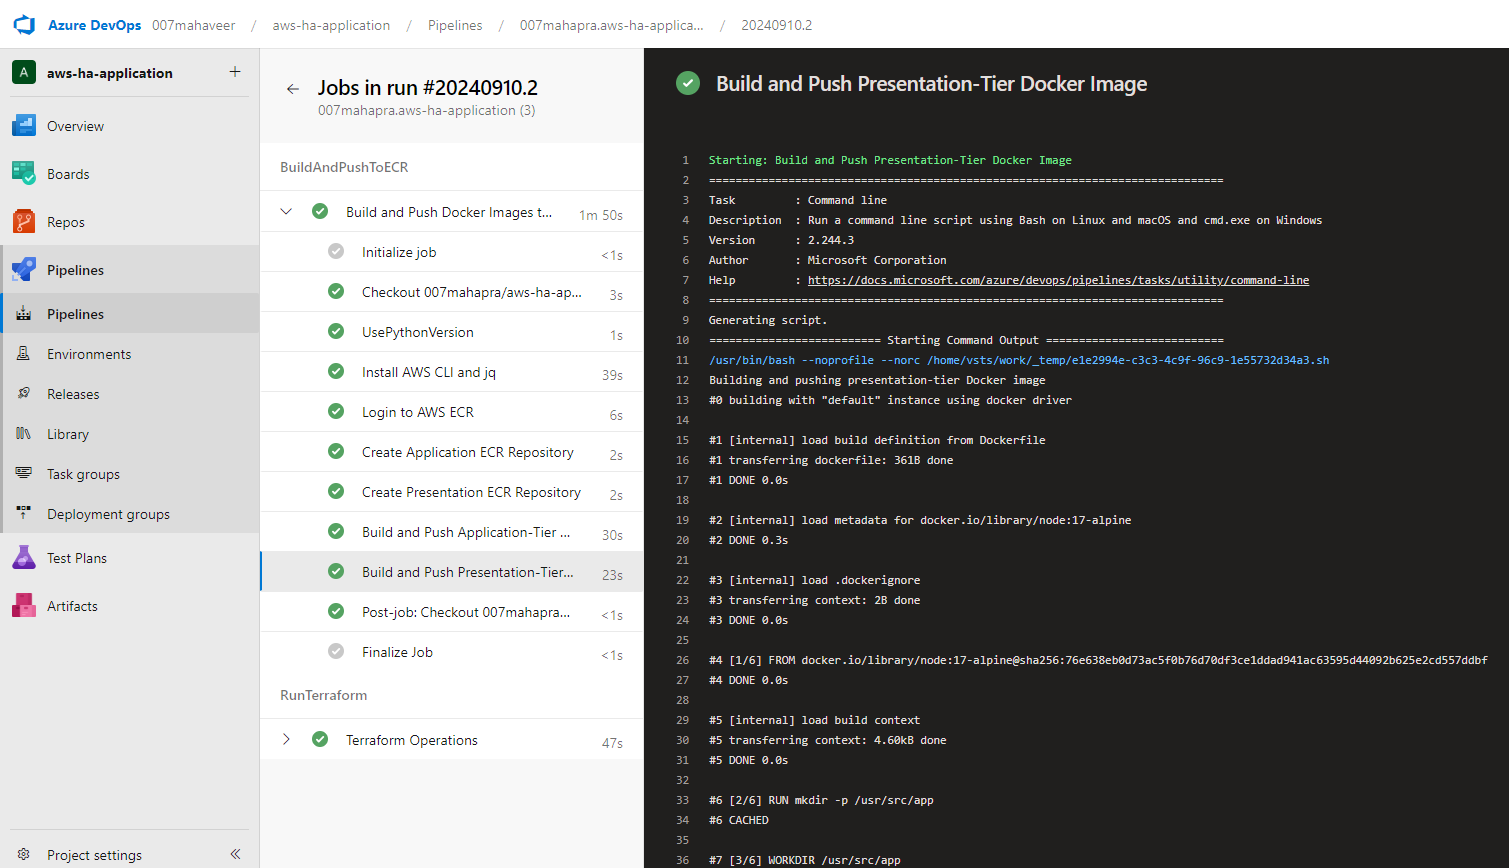 Azure DevOps 007mahaveer / aws-ha-application / Pipelines / 007mahapra.aws-ha-applica... / 20240910.2
A aws-ha-application +
Overview
Boards
Repos
Pipelines
Pipelines
Environments
Releases
Library
Task groups
Deployment groups
Test Plans
Artifacts
Project settings
Jobs in run #20240910.2
007mahapra.aws-ha-application (3)
BuildAndPushToECR
Build and Push Docker Images t... 1m 50s
Initialize job <1s
Checkout 007mahapra/aws-ha-ap... 3s
UsePythonVersion 1s
Install AWS CLI and jq 39s
Login to AWS ECR 6s
Create Application ECR Repository 2s
Create Presentation ECR Repository 2s
Build and Push Application-Tier ... 30s
Build and Push Presentation-Tier... 23s
Post-job: Checkout 007mahapra... <1s
Finalize Job <1s
RunTerraform
Terraform Operations 47s
Build and Push Presentation-Tier Docker Image
1 Starting: Build and Push Presentation-Tier Docker Image
2 ==============================================================================
3 Task         : Command line
4 Description  : Run a command line script using Bash on Linux and macOS and cmd.exe on Windows
5 Version      : 2.244.3
6 Author       : Microsoft Corporation
7 Help         : https://docs.microsoft.com/azure/devops/pipelines/tasks/utility/command-line
8 ==============================================================================
9 Generating script.
10 ========================== Starting Command Output ===========================
11 /usr/bin/bash --noprofile --norc /home/vsts/work/_temp/e1e2994e-c3c3-4c9f-96c9-1e55732d34a3.sh
12 Building and pushing presentation-tier Docker image
13 #0 building with "default" instance using docker driver
14
15 #1 [internal] load build definition from Dockerfile
16 #1 transferring dockerfile: 361B done
17 #1 DONE 0.0s
18
19 #2 [internal] load metadata for docker.io/library/node:17-alpine
20 #2 DONE 0.3s
21
22 #3 [internal] load .dockerignore
23 #3 transferring context: 2B done
24 #3 DONE 0.0s
25
26 #4 [1/6] FROM docker.io/library/node:17-alpine@sha256:76e638eb0d73ac5f0b76d70df3ce1ddad941ac63595d44092b625e2cd557ddbf
27 #4 DONE 0.0s
28
29 #5 [internal] load build context
30 #5 transferring context: 4.60kB done
31 #5 DONE 0.0s
32
33 #6 [2/6] RUN mkdir -p /usr/src/app
34 #6 CACHED
35
36 #7 [3/6] WORKDIR /usr/src/app